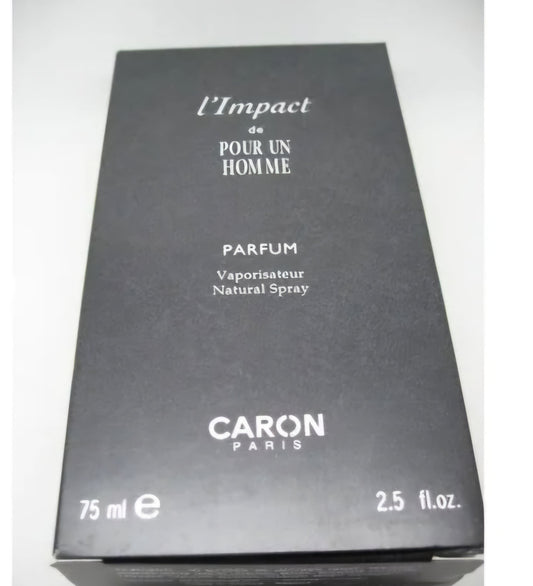 l'Impact
de
POUR UN
HOMME
PARFUM
Vaporisateur
Natural Spray
CARON
PARIS
75 ml e 2.5 fl.oz.